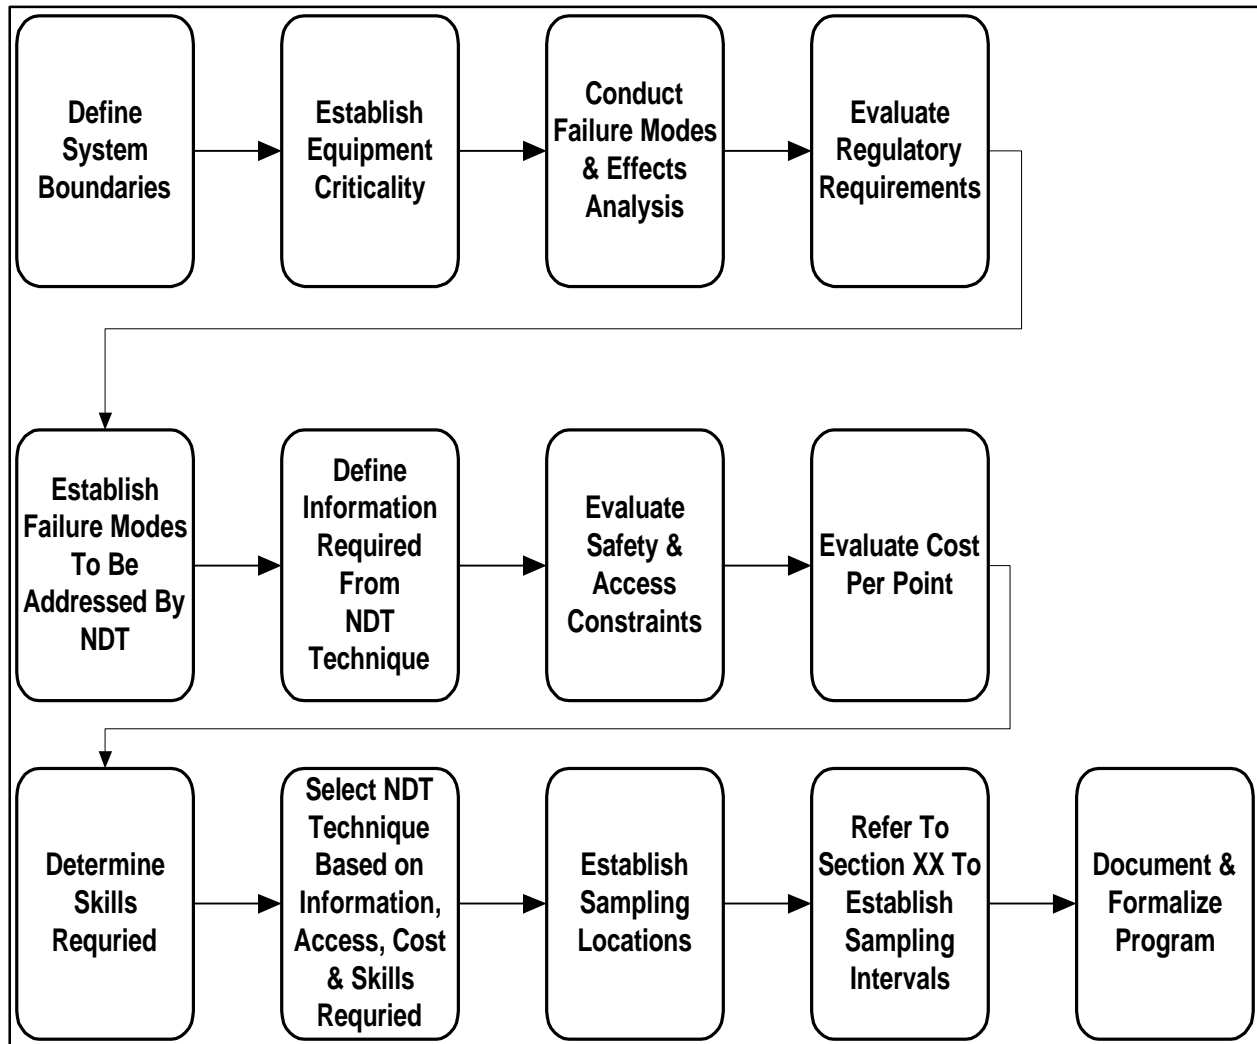 Define
System
Boundaries
Establish
Equipment
Criticality
Conduct
Failure Modes
& Effects
Analysis
Evaluate
Regulatory
Requirements
Establish
Failure Modes
To Be
Addressed By
NDT
Define
Information
Required
From
NDT
Technique
Evaluate
Safety &
Access
Constraints
Evaluate Cost
Per Point
Determine
Skills
Requried
Select NDT
Technique
Based on
Information,
Access, Cost
& Skills
Requried
Establish
Sampling
Locations
Refer To
Section XX To
Establish
Sampling
Intervals
Document &
Formalize
Program